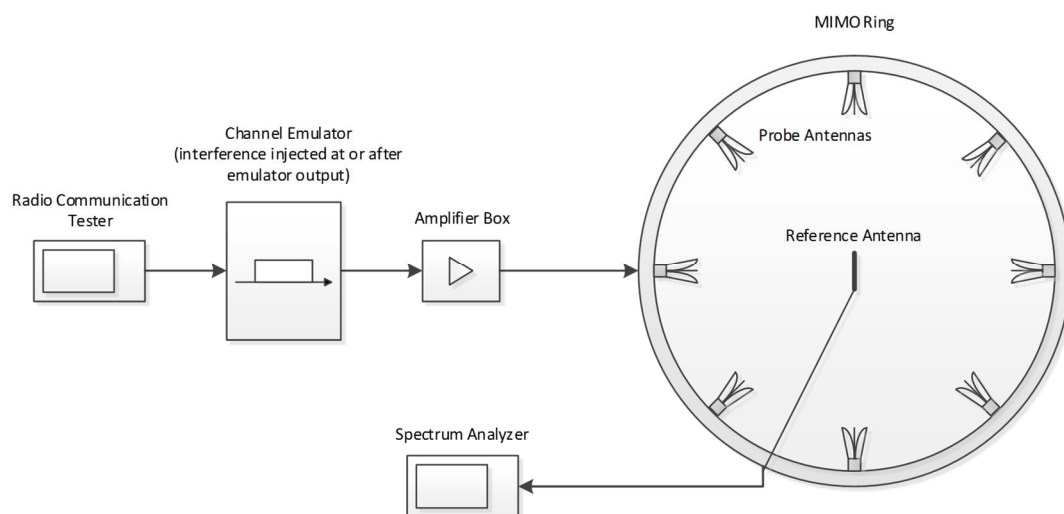 MIMO Ring
Channel Emulator
(interference injected at or after
emulator output)
Probe Antennas
Radio Communication
Tester
Amplifier Box
Reference Antenna
Spectrum Analyzer